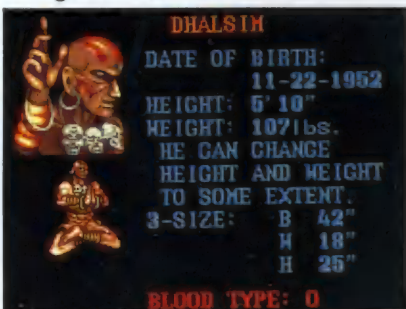 DHALSIM
DATE OF BIRTH:
11-22-1952
HEIGHT: 5' 10"
WEIGHT: 107lbs.
HE CAN CHANGE
HEIGHT AND WEIGHT
TO SOME EXTENT.
3-SIZE: B 42"
W 18"
H 25"
BLOOD TYPE: O